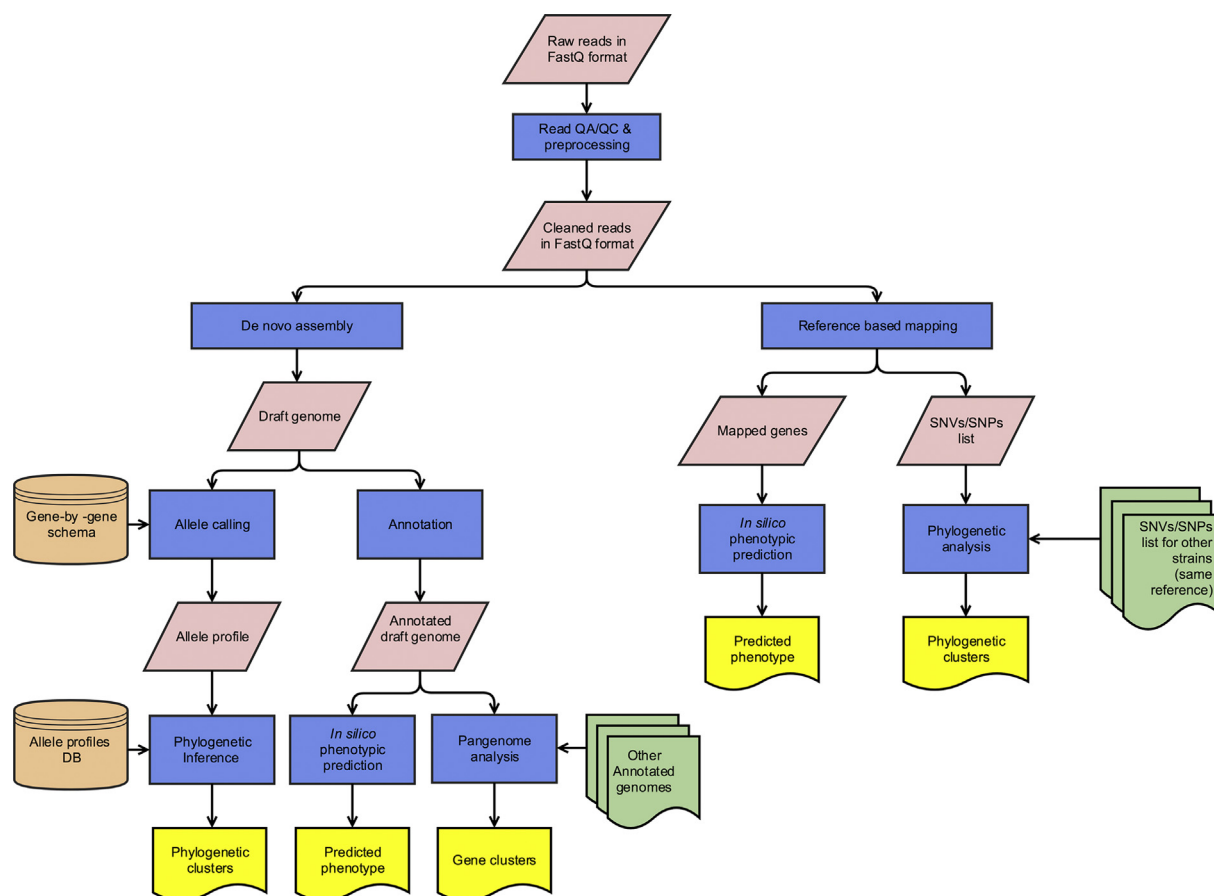 Raw reads in
FastQ format
Read QA/QC &
preprocessing
Cleaned reads
in FastQ format
De novo assembly
Reference based mapping
Draft genome
Mapped genes
SNVs/SNPs
list
Gene-by -gene
schema
Allele calling
Annotation
In silico
phenotypic
prediction
Phylogenetic
analysis
SNVs/SNPs
list for other
strains
(same
reference)
Allele profile
Annotated
draft genome
Predicted
phenotype
Phylogenetic
clusters
Allele profiles
DB
Phylogenetic
Inference
In silico
phenotypic
prediction
Pangenome
analysis
Other
Annotated
genomes
Phylogenetic
clusters
Predicted
phenotype
Gene clusters